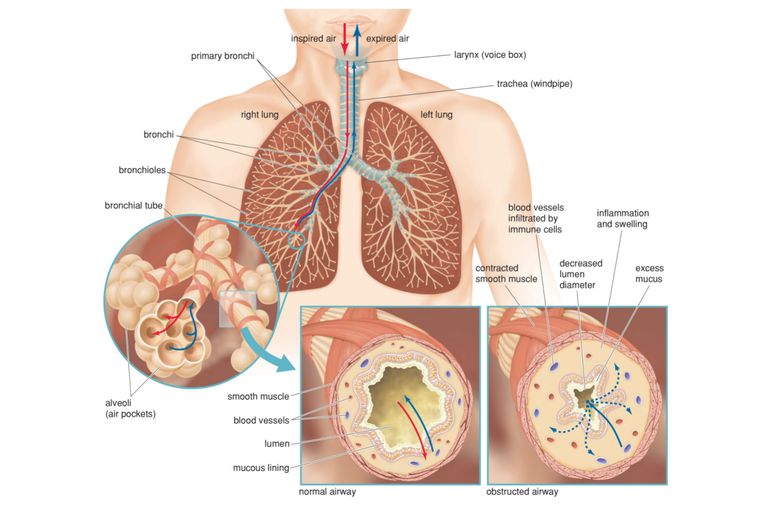 inspired air
expired air
primary bronchi
larynx (voice box)
trachea (windpipe)
right lung
left lung
bronchi
bronchioles
bronchial tube
blood vessels
infiltrated by
immune cells
inflammation
and swelling
contracted
smooth muscle
decreased
lumen
diameter
excess
mucus
alveoli
(air pockets)
smooth muscle
blood vessels
lumen
mucous lining
normal airway
obstructed airway